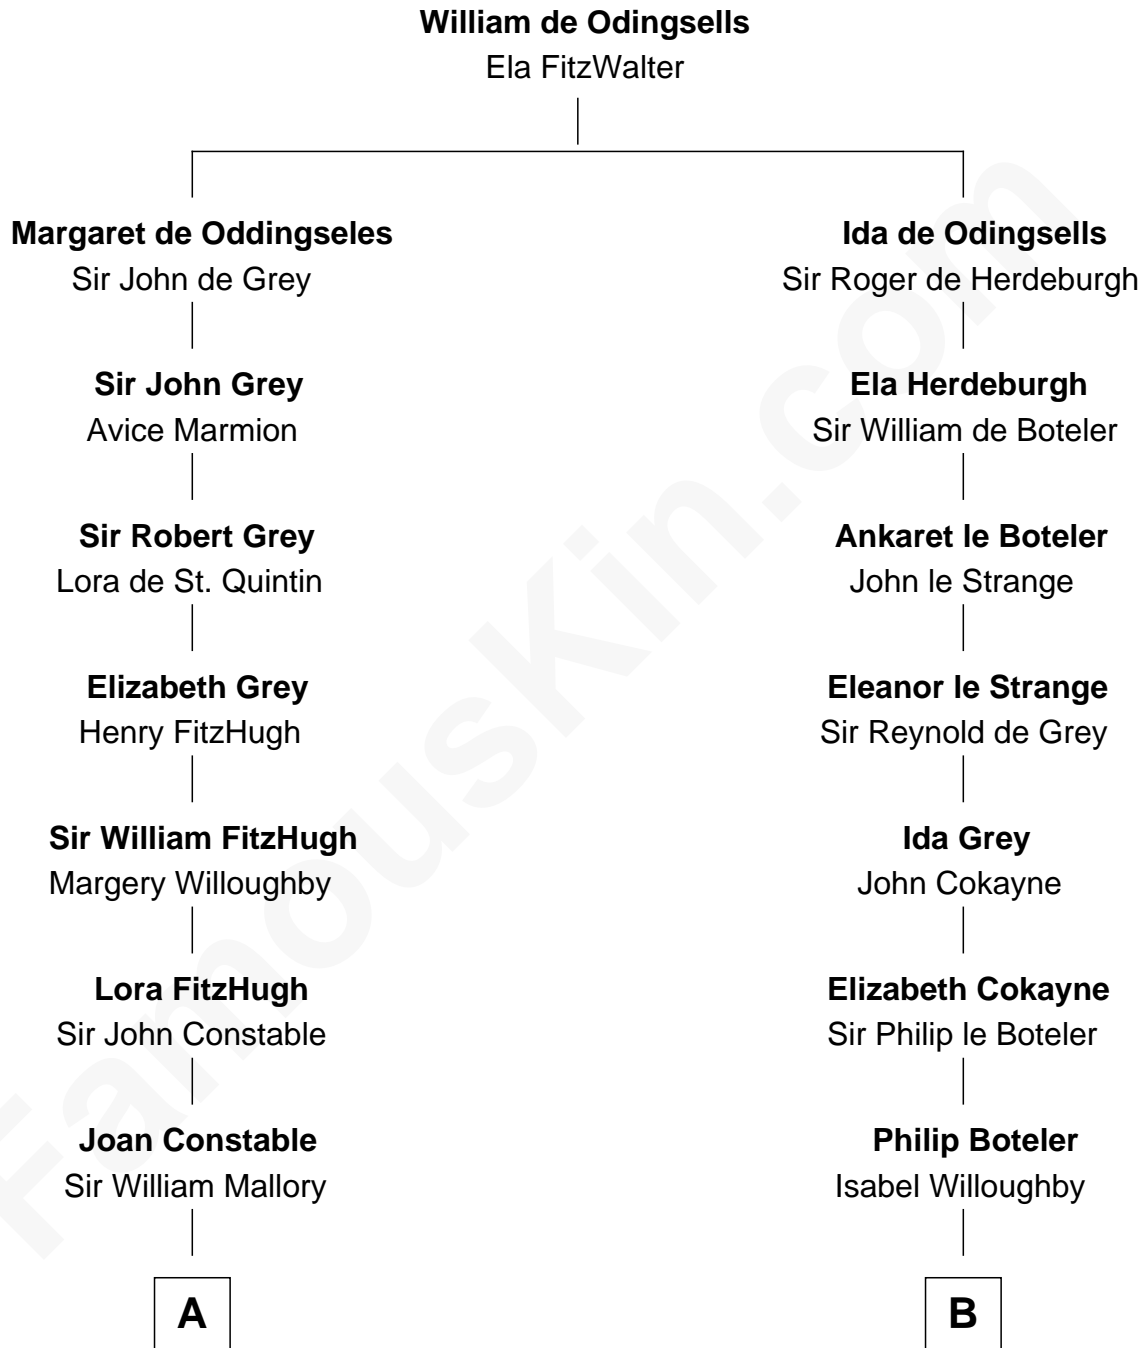 William de Odingsells
Ela FitzWalter
Margaret de Oddingseles
Sir John de Grey
Sir John Grey
Avice Marmion
Sir Robert Grey
Lora de St. Quintin
Elizabeth Grey
Henry FitzHugh
Sir William FitzHugh
Margery Willoughby
Lora FitzHugh
Sir John Constable
Joan Constable
Sir William Mallory
A
Ida de Odingsells
Sir Roger de Herdeburgh
Ela Herdeburgh
Sir William de Boteler
Ankaret le Boteler
John le Strange
Eleanor le Strange
Sir Reynold de Grey
Ida Grey
John Cokayne
Elizabeth Cokayne
Sir Philip le Boteler
Philip Boteler
Isabel Willoughby
B
FamousKin.com